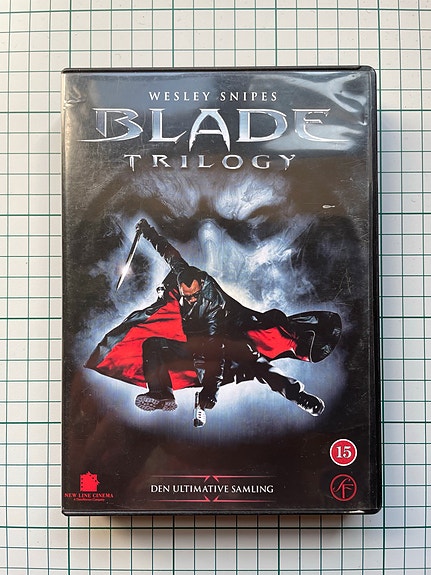 WESLEY SNIPES
BLADE
TRILOGY
15
NEW LINE CINEMA
DEN ULTIMATIVE SAMLING